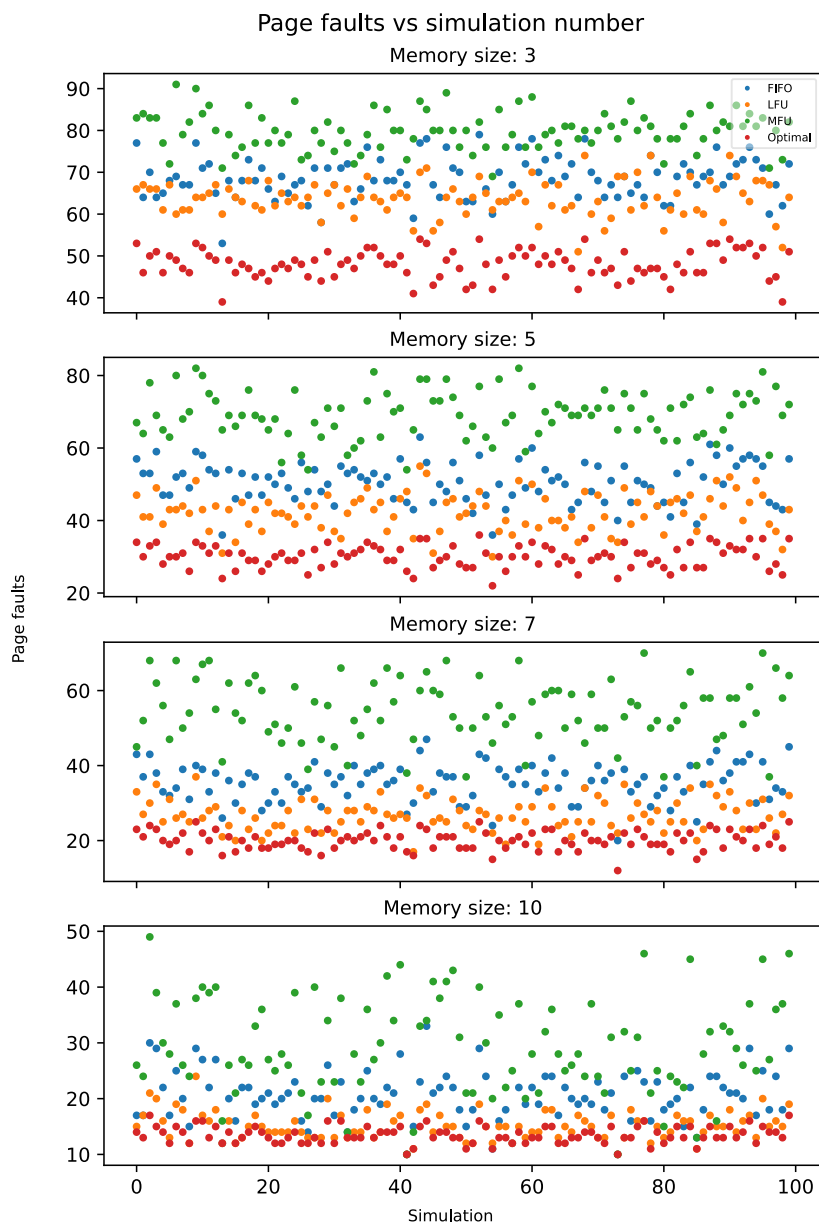 Page faults vs simulation number
Memory size: 3
FIFO
LFU
MFU
Optimal
90
80
70
60
50
40
Memory size: 5
80
60
40
20
Memory size: 7
60
40
20
Memory size: 10
50
40
30
20
10
0
20
40
60
80
100
Page faults
Simulation